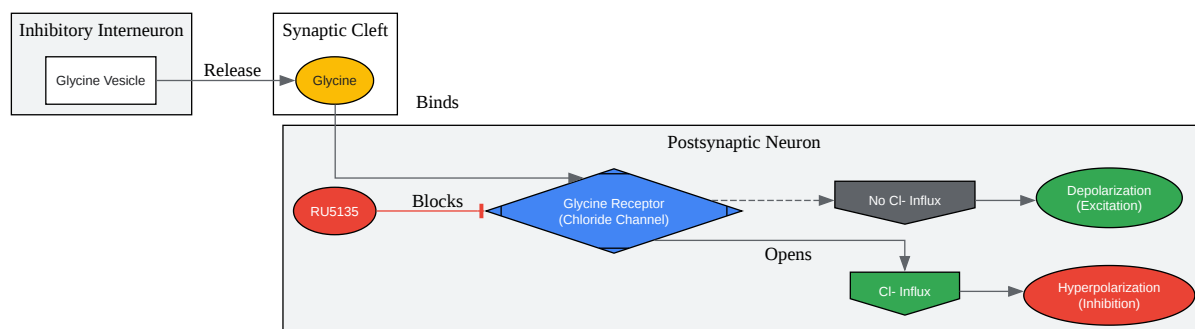 Inhibitory Interneuron
Glycine Vesicle
Release
Synaptic Cleft
Glycine
Binds
Postsynaptic Neuron
RU5135
Blocks
Glycine Receptor
(Chloride Channel)
No Cl- Influx
Depolarization
(Excitation)
Opens
Cl- Influx
Hyperpolarization
(Inhibition)